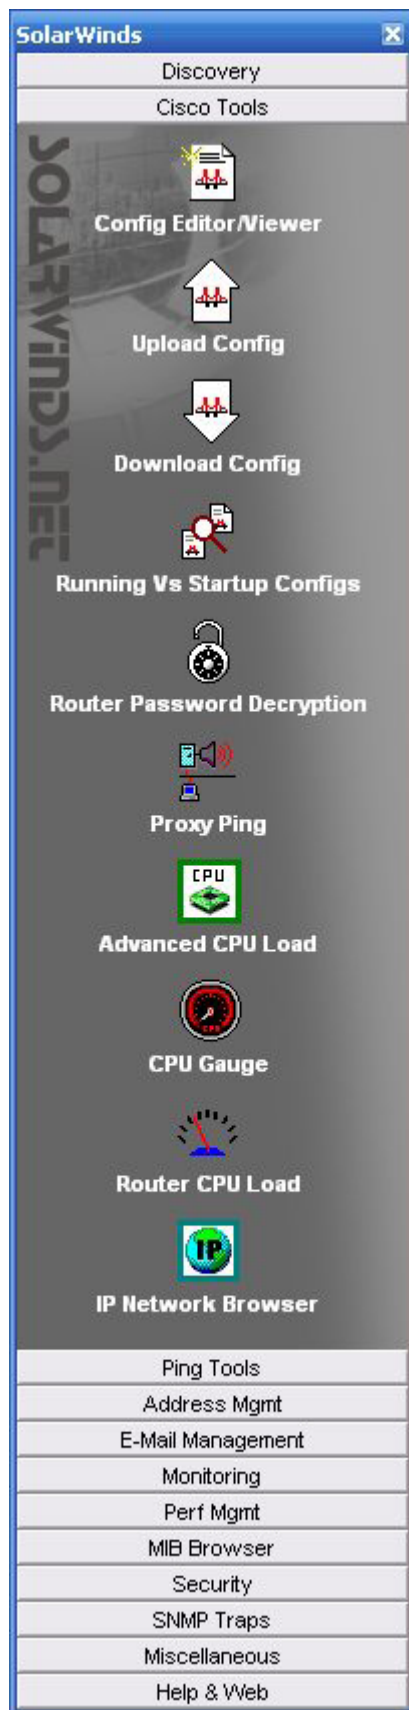 SolarWinds
Discovery
Cisco Tools
SOLARWINDS.NET
Config Editor/Viewer
Upload Config
Download Config
Running Vs Startup Configs
Router Password Decryption
Proxy Ping
CPU
Advanced CPU Load
CPU
CPU Gauge
Router CPU Load
IP
IP Network Browser
Ping Tools
Address Mgmt
E-Mail Management
Monitoring
Perf Mgmt
MIB Browser
Security
SNMP Traps
Miscellaneous
Help & Web